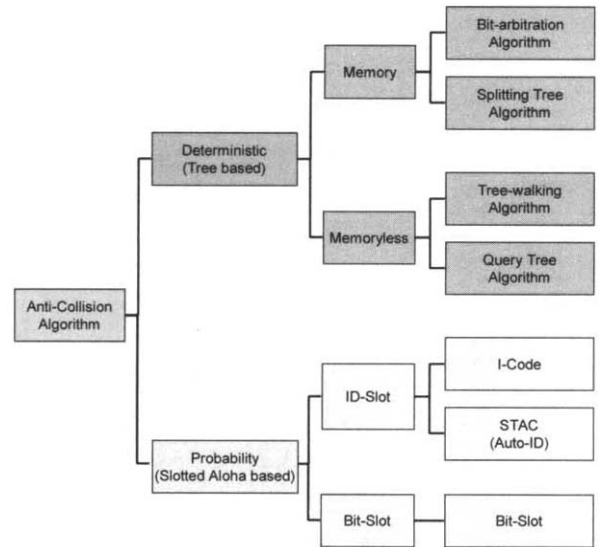 Bit-arbitration
Algorithm
Memory
Splitting Tree
Algorithm
Deterministic
(Tree based)
Tree-walking
Algorithm
Memoryless
Query Tree
Algorithm
Anti-Collision
Algorithm
I-Code
ID-Slot
STAC
(Auto-ID)
Probability
(Slotted Aloha based)
Bit-Slot
Bit-Slot